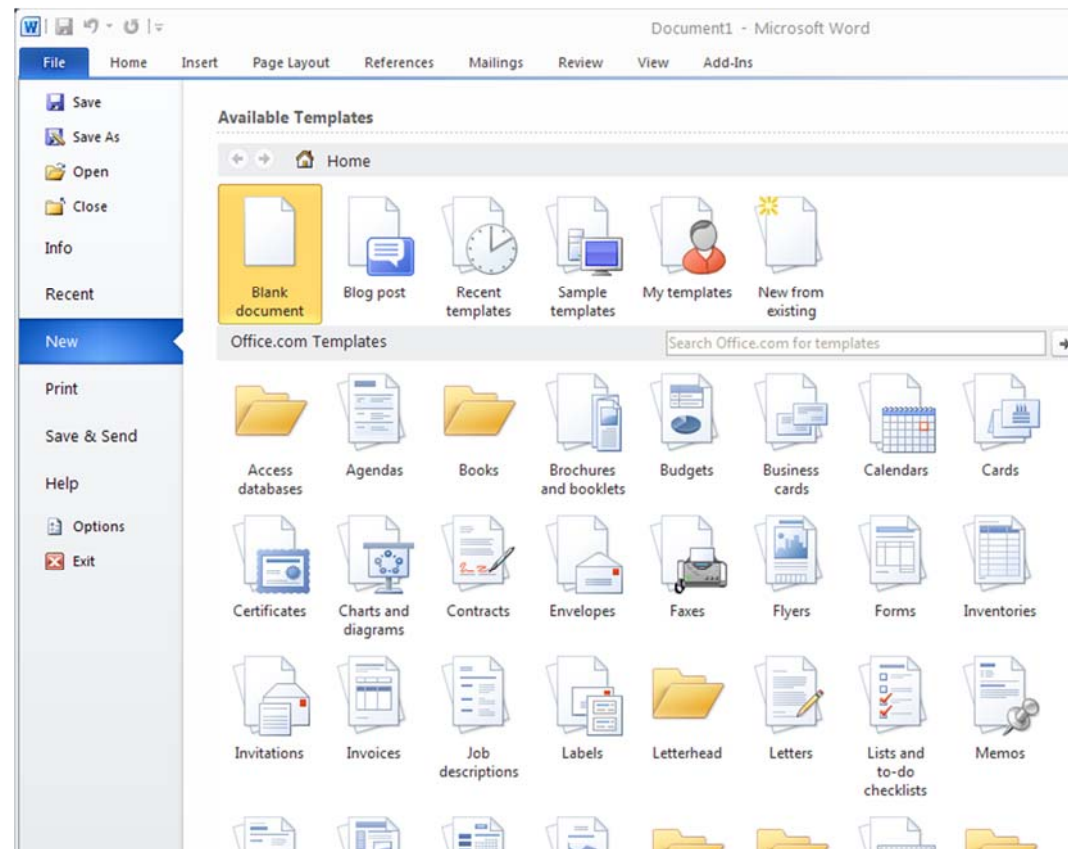 Document1 - Microsoft Word
File Home Insert Page Layout References Mailings Review View Add-Ins
Save
Save As
Open
Close
Info
Recent
New
Print
Save & Send
Help
Options
Exit
Available Templates
Home
Blank document
Blog post
Recent templates
Sample templates
My templates
New from existing
Office.com Templates
Search Office.com for templates
Access databases
Agendas
Books
Brochures and booklets
Budgets
Business cards
Calendars
Cards
Certificates
Charts and diagrams
Contracts
Envelopes
Faxes
Flyers
Forms
Inventories
Invitations
Invoices
Job descriptions
Labels
Letterhead
Letters
Lists and to-do checklists
Memos